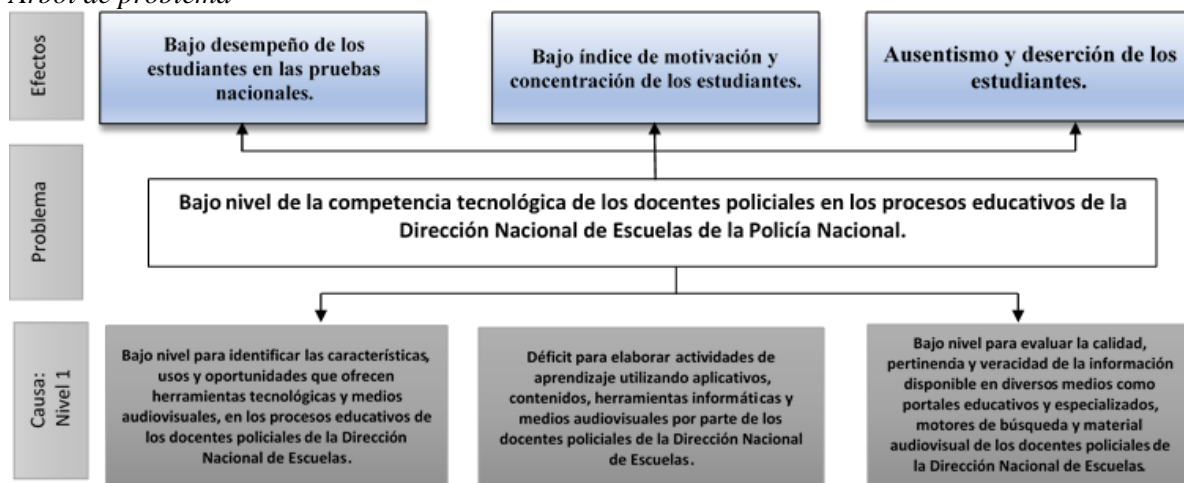 Árbol de problema
Efectos
Bajo desempeño de los
estudiantes en las pruebas
nacionales.
Bajo índice de motivación y
concentración de los estudiantes.
Ausentismo y deserción de los
estudiantes.
Problema
Bajo nivel de la competencia tecnológica de los docentes policiales en los procesos educativos de la
Dirección Nacional de Escuelas de la Policía Nacional.
Causa:
Nivel 1
Bajo nivel para identificar las características,
usos y oportunidades que ofrecen
herramientas tecnológicas y medios
audiovisuales, en los procesos educativos de
los docentes policiales de la Dirección
Nacional de Escuelas.
Déficit para elaborar actividades de
aprendizaje utilizando aplicativos,
contenidos, herramientas informáticas y
medios audiovisuales por parte de los
docentes policiales de la Dirección Nacional
de Escuelas.
Bajo nivel para evaluar la calidad,
pertinenda y veracidad de la información
disponible en diversos medios como
portales educativos y especializados,
motores de búsqueda y material
audiovisual de los docentes policiales de
la Dirección Nacional de Escuelas.